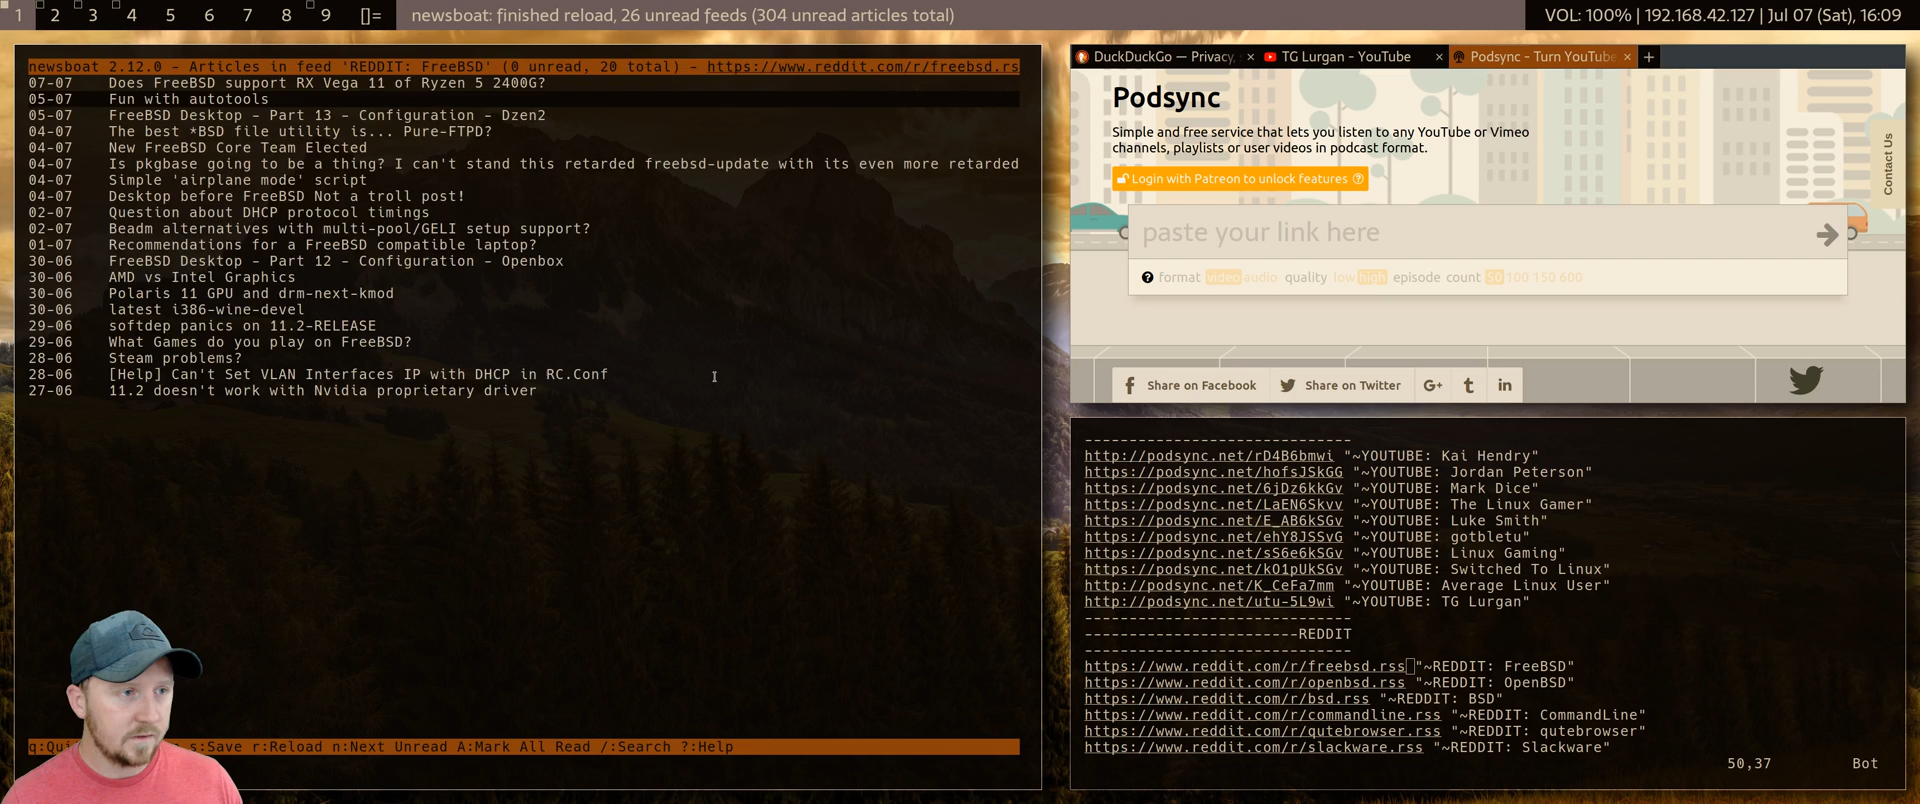 1 2 3 4 5 6 7 8 9 []= newsboat: finished reload, 26 unread feeds (304 unread articles total) VOL: 100% | 192.168.42.127 | Jul 07 (Sat), 16:09
newsboat 2.12.0 - Articles in feed 'REDDIT: FreeBSD' (0 unread, 20 total) - https://www.reddit.com/r/freebsd.rs
07-07 Does FreeBSD support RX Vega 11 of Ryzen 5 2400G?
05-07 Fun with autotools
05-07 FreeBSD Desktop - Part 13 - Configuration - Dzen2
04-07 The best *BSD file utility is... Pure-FTPD?
04-07 New FreeBSD Core Team Elected
04-07 Is pkgbase going to be a thing? I can't stand this retarded freebsd-update with its even more retarded
04-07 Simple 'airplane mode' script
04-07 Desktop before FreeBSD Not a troll post!
02-07 Question about DHCP protocol timings
02-07 Beadm alternatives with multi-pool/GELI setup support?
01-07 Recommendations for a FreeBSD compatible laptop?
30-06 FreeBSD Desktop - Part 12 - Configuration - Openbox
30-06 AMD vs Intel Graphics
30-06 Polaris 11 GPU and drm-next-kmod
30-06 latest i386-wine-devel
29-06 softdep panics on 11.2-RELEASE
29-06 What Games do you play on FreeBSD?
28-06 Steam problems?
28-06 [Help] Can't Set VLAN Interfaces IP with DHCP in RC.Conf
27-06 11.2 doesn't work with Nvidia proprietary driver
q:Qui s:Save r:Reload n:Next Unread A:Mark All Read /:Search ?:Help
DuckDuckGo — Privacy, × TG Lurgan - YouTube × Podsync - Turn YouTube × +
Podsync
Simple and free service that lets you listen to any YouTube or Vimeo
channels, playlists or user videos in podcast format.
Login with Patreon to unlock features ?
Contact Us
paste your link here
? format video audio quality low high episode count 50 100 150 600
Share on Facebook Share on Twitter G+ t in
------------------------------
http://podsync.net/rD4B6bmwi "~YOUTUBE: Kai Hendry"
https://podsync.net/hofsJSkGG "~YOUTUBE: Jordan Peterson"
https://podsync.net/6jDz6kkGv "~YOUTUBE: Mark Dice"
https://podsync.net/LaEN6Skvv "~YOUTUBE: The Linux Gamer"
https://podsync.net/E_AB6kSGv "~YOUTUBE: Luke Smith"
https://podsync.net/ehY8JSSvG "~YOUTUBE: gotbletu"
https://podsync.net/sS6e6kSGv "~YOUTUBE: Linux Gaming"
https://podsync.net/kO1pUkSGv "~YOUTUBE: Switched To Linux"
http://podsync.net/K_CeFa7mm "~YOUTUBE: Average Linux User"
http://podsync.net/utu-5L9wi "~YOUTUBE: TG Lurgan"
------------------------------
------------------------REDDIT
------------------------------
https://www.reddit.com/r/freebsd.rss "~REDDIT: FreeBSD"
https://www.reddit.com/r/openbsd.rss "~REDDIT: OpenBSD"
https://www.reddit.com/r/bsd.rss "~REDDIT: BSD"
https://www.reddit.com/r/commandline.rss "~REDDIT: CommandLine"
https://www.reddit.com/r/qutebrowser.rss "~REDDIT: qutebrowser"
https://www.reddit.com/r/slackware.rss "~REDDIT: Slackware"
50,37 Bot